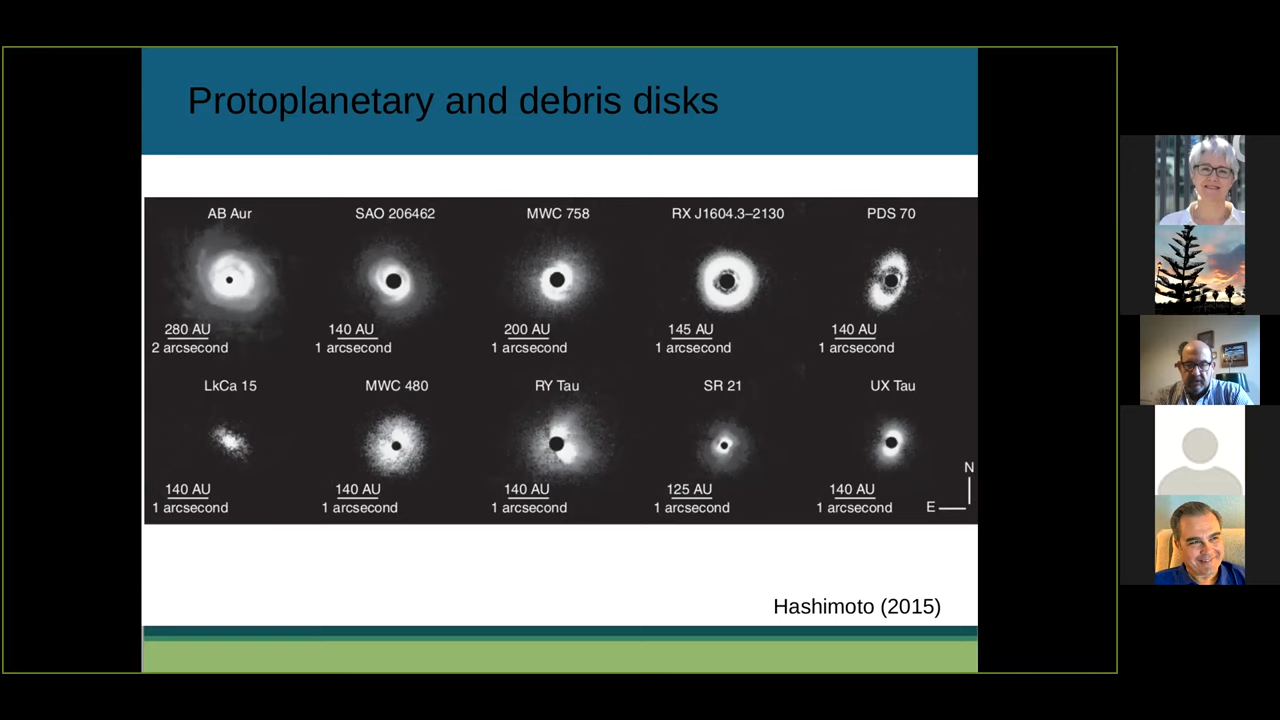 Protoplanetary and debris disks
AB Aur
SAO 206462
MWC 758
RX J1604.3–2130
PDS 70
280 AU
2 arcsecond
140 AU
1 arcsecond
200 AU
1 arcsecond
145 AU
1 arcsecond
140 AU
1 arcsecond
LkCa 15
MWC 480
RY Tau
SR 21
UX Tau
140 AU
1 arcsecond
140 AU
1 arcsecond
140 AU
1 arcsecond
125 AU
1 arcsecond
140 AU
1 arcsecond
N
E
Hashimoto (2015)